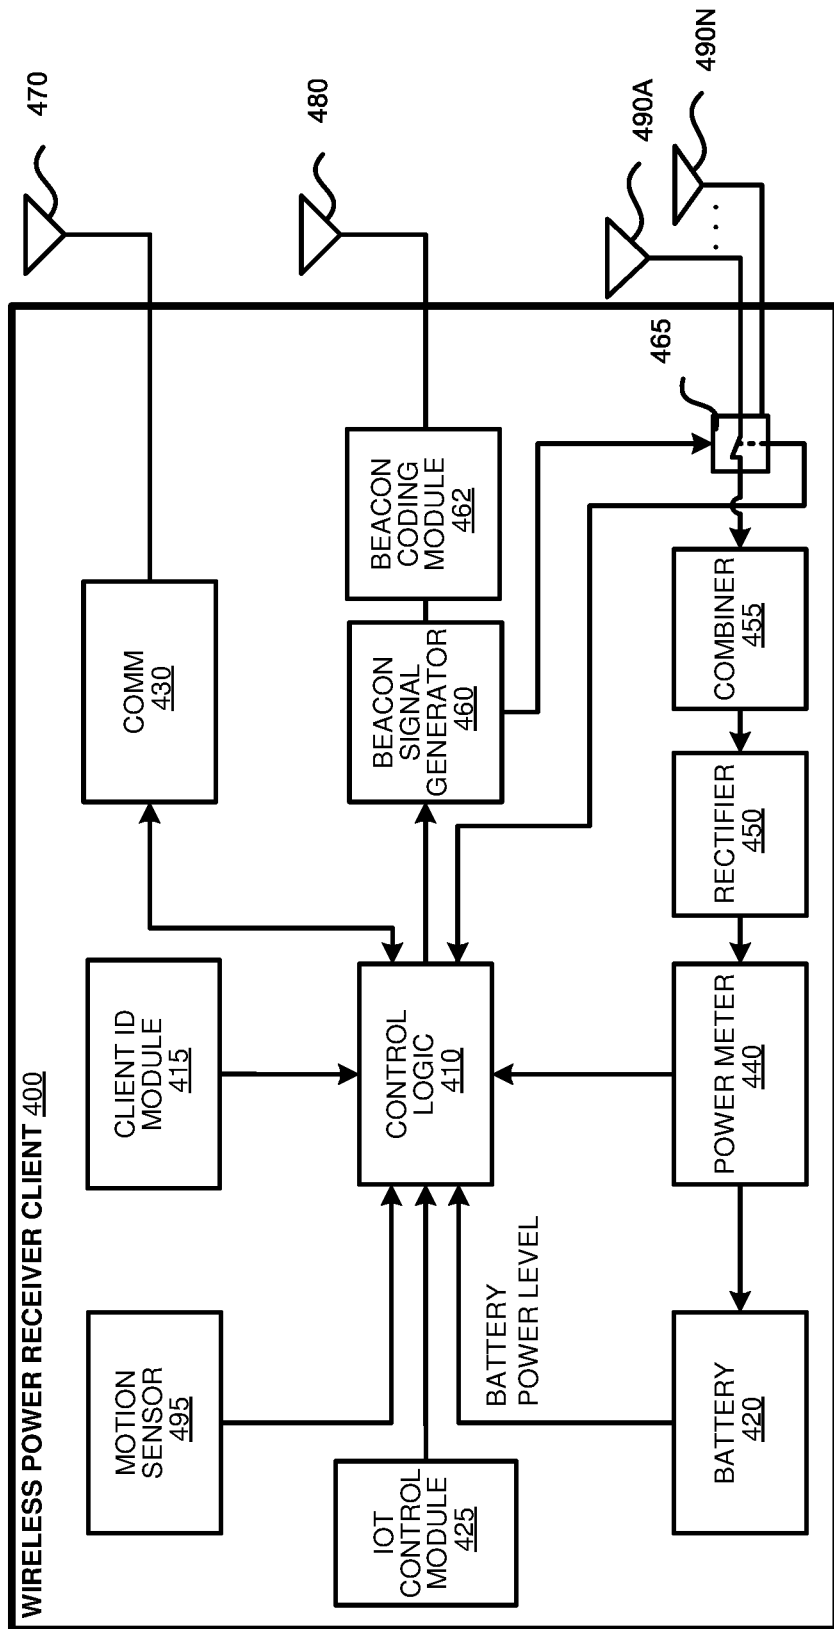 WIRELESS POWER RECEIVER CLIENT 400
MOTION
SENSOR
495
CLIENT ID
MODULE
415
COMM
430
470
IOT
CONTROL
MODULE
425
CONTROL
LOGIC
410
BEACON
SIGNAL
GENERATOR
460
BEACON
CODING
MODULE
462
480
BATTERY
POWER LEVEL
BATTERY
420
POWER METER
440
RECTIFIER
450
COMBINER
455
465
490A
490N